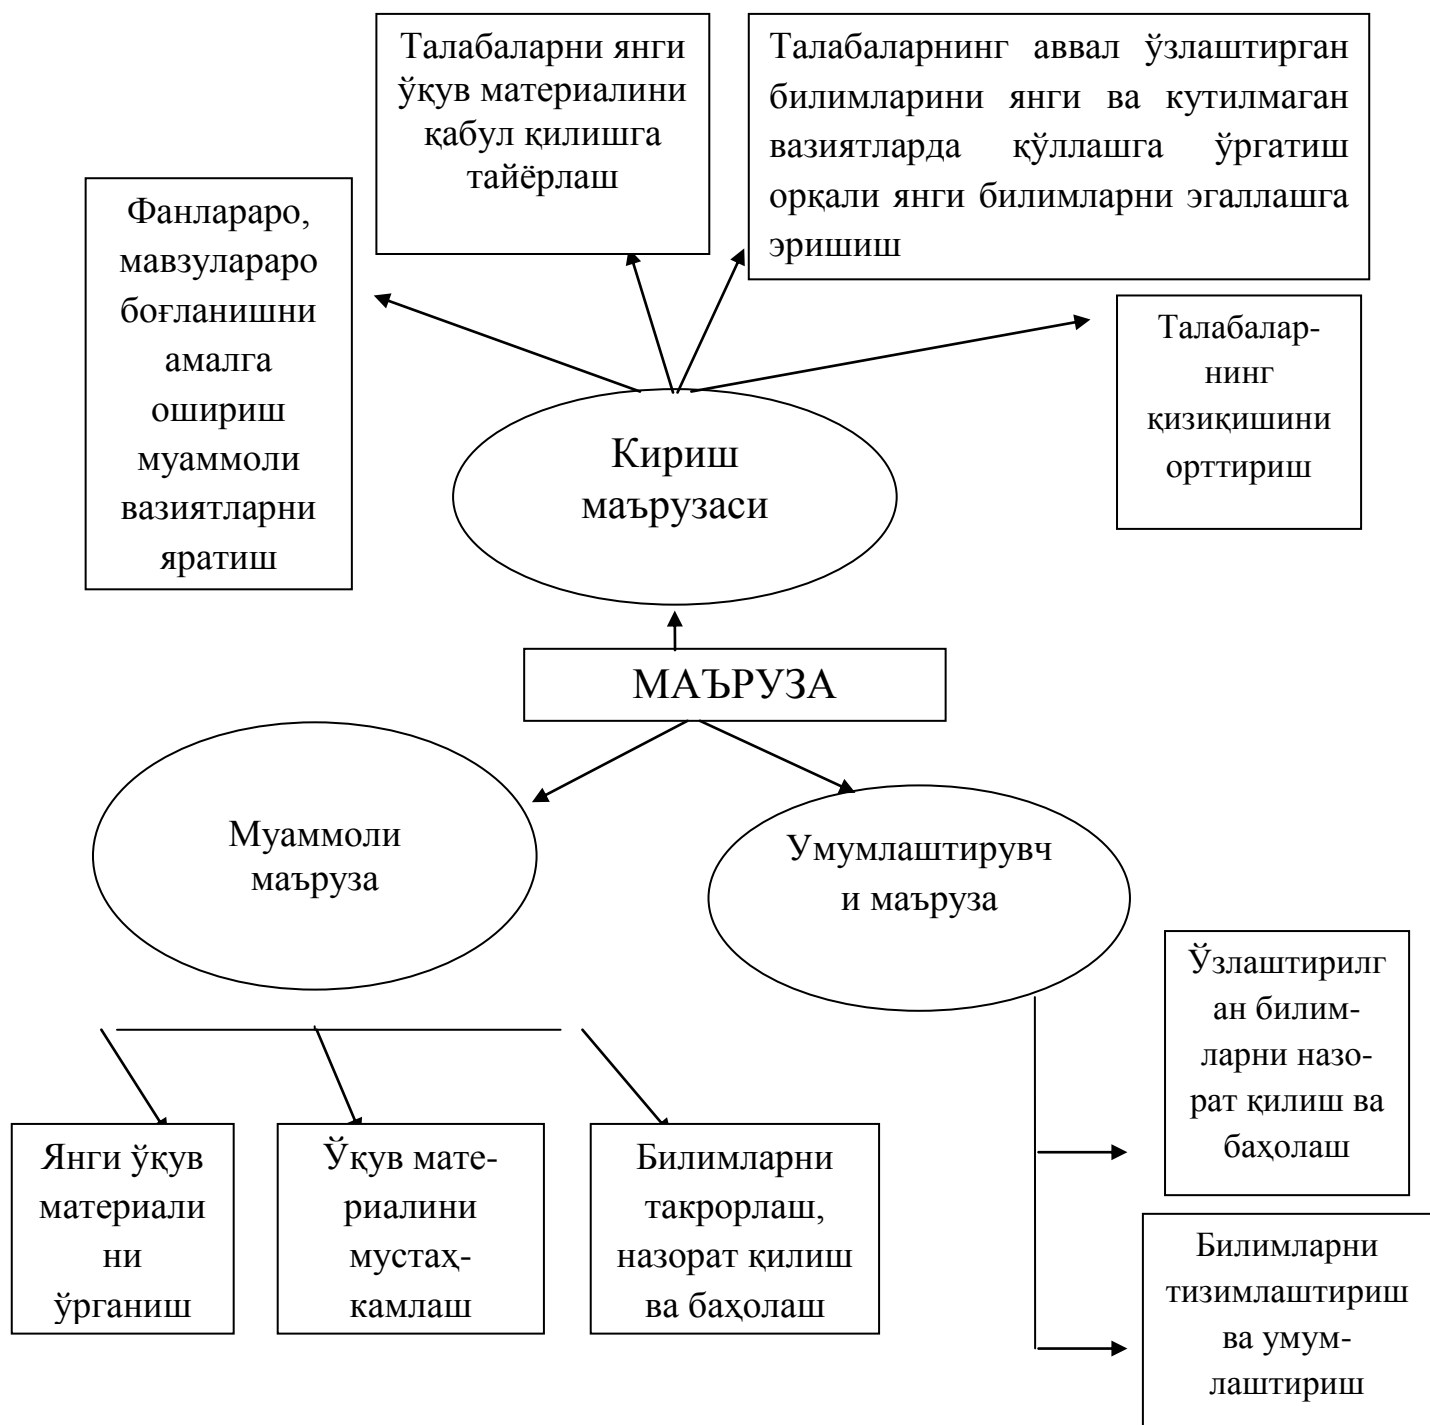 Талабаларни янги
ўқув материалини
қабул қилишга
тайёрлаш
Талабаларнинг аввал ўзлаштирган
билимларини янги ва кутилмаган
вазиятларда қўллашга ўргатиш
орқали янги билимларни эгаллашга
эришиш
Фанлараро,
мавзулараро
боғланишни
амалга
ошириш
муаммоли
вазиятларни
яратиш
Талабалар-
нинг
қизиқишини
орттириш
Кириш
маърузаси
МАЪРУЗА
Муаммоли
маъруза
Умумлаштирувч
и маъруза
Ўзлаштирилг
ан билим-
ларни назо-
рат қилиш ва
баҳолаш
Янги ўқув
материали
ни
ўрганиш
Ўқув мате-
риалини
мустаҳ-
камлаш
Билимларни
такрорлаш,
назорат қилиш
ва баҳолаш
Билимларни
тизимлаштириш
ва умум-
лаштириш